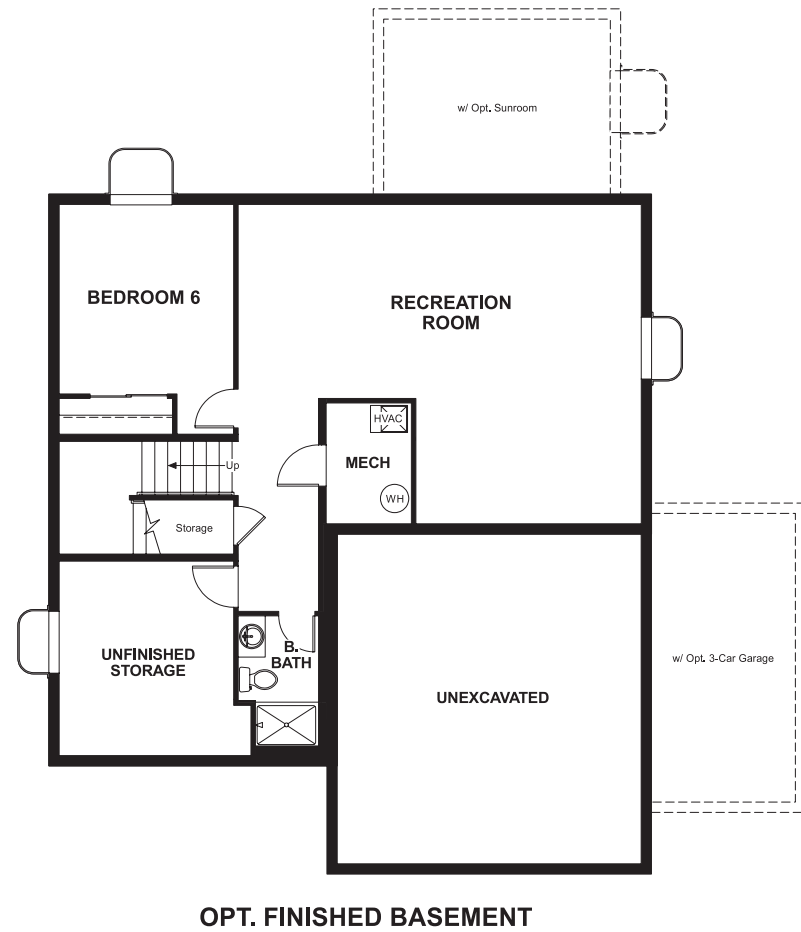 w/ Opt. Sunroom
BEDROOM 6
RECREATION
ROOM
HVAC
MECH
Up
WH
Storage
UNFINISHED
STORAGE
B.
BATH
w/ Opt. 3-Car Garage
UNEXCAVATED
OPT. FINISHED BASEMENT